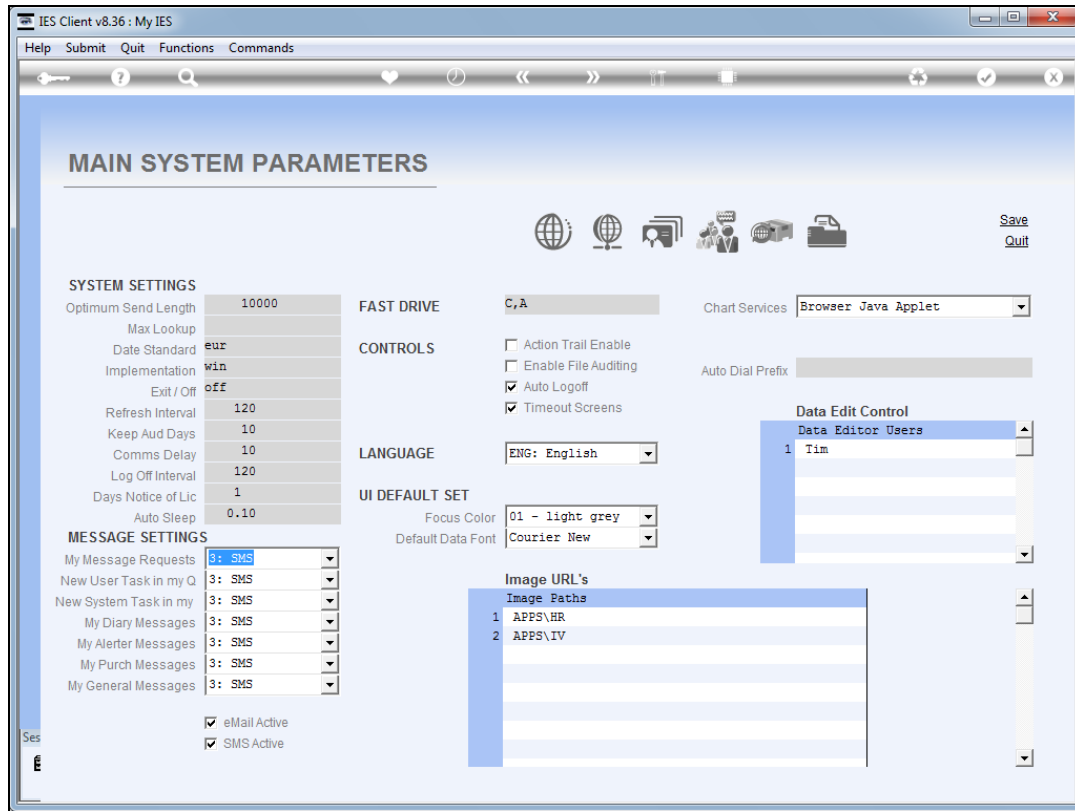 IES Client v8.36 : My IES
Help Submit Quit Functions Commands
MAIN SYSTEM PARAMETERS
Save
Quit
SYSTEM SETTINGS
Optimum Send Length 10000
Max Lookup
Date Standard eur
Implementation win
Exit / Off off
Refresh Interval 120
Keep Aud Days 10
Comms Delay 10
Log Off Interval 120
Days Notice of Lic 1
Auto Sleep 0.10
MESSAGE SETTINGS
My Message Requests 3: SMS
New User Task in my Q 3: SMS
New System Task in my 3: SMS
My Diary Messages 3: SMS
My Alerter Messages 3: SMS
My Purch Messages 3: SMS
My General Messages 3: SMS
eMail Active
SMS Active
FAST DRIVE C,A
CONTROLS
Action Trail Enable
Enable File Auditing
Auto Logoff
Timeout Screens
LANGUAGE ENG: English
UI DEFAULT SET
Focus Color 01 - light grey
Default Data Font Courier New
Chart Services Browser Java Applet
Auto Dial Prefix
Data Edit Control
Data Editor Users
1 Tim
Image URL's
Image Paths
1 APPS\HR
2 APPS\IV
Ses